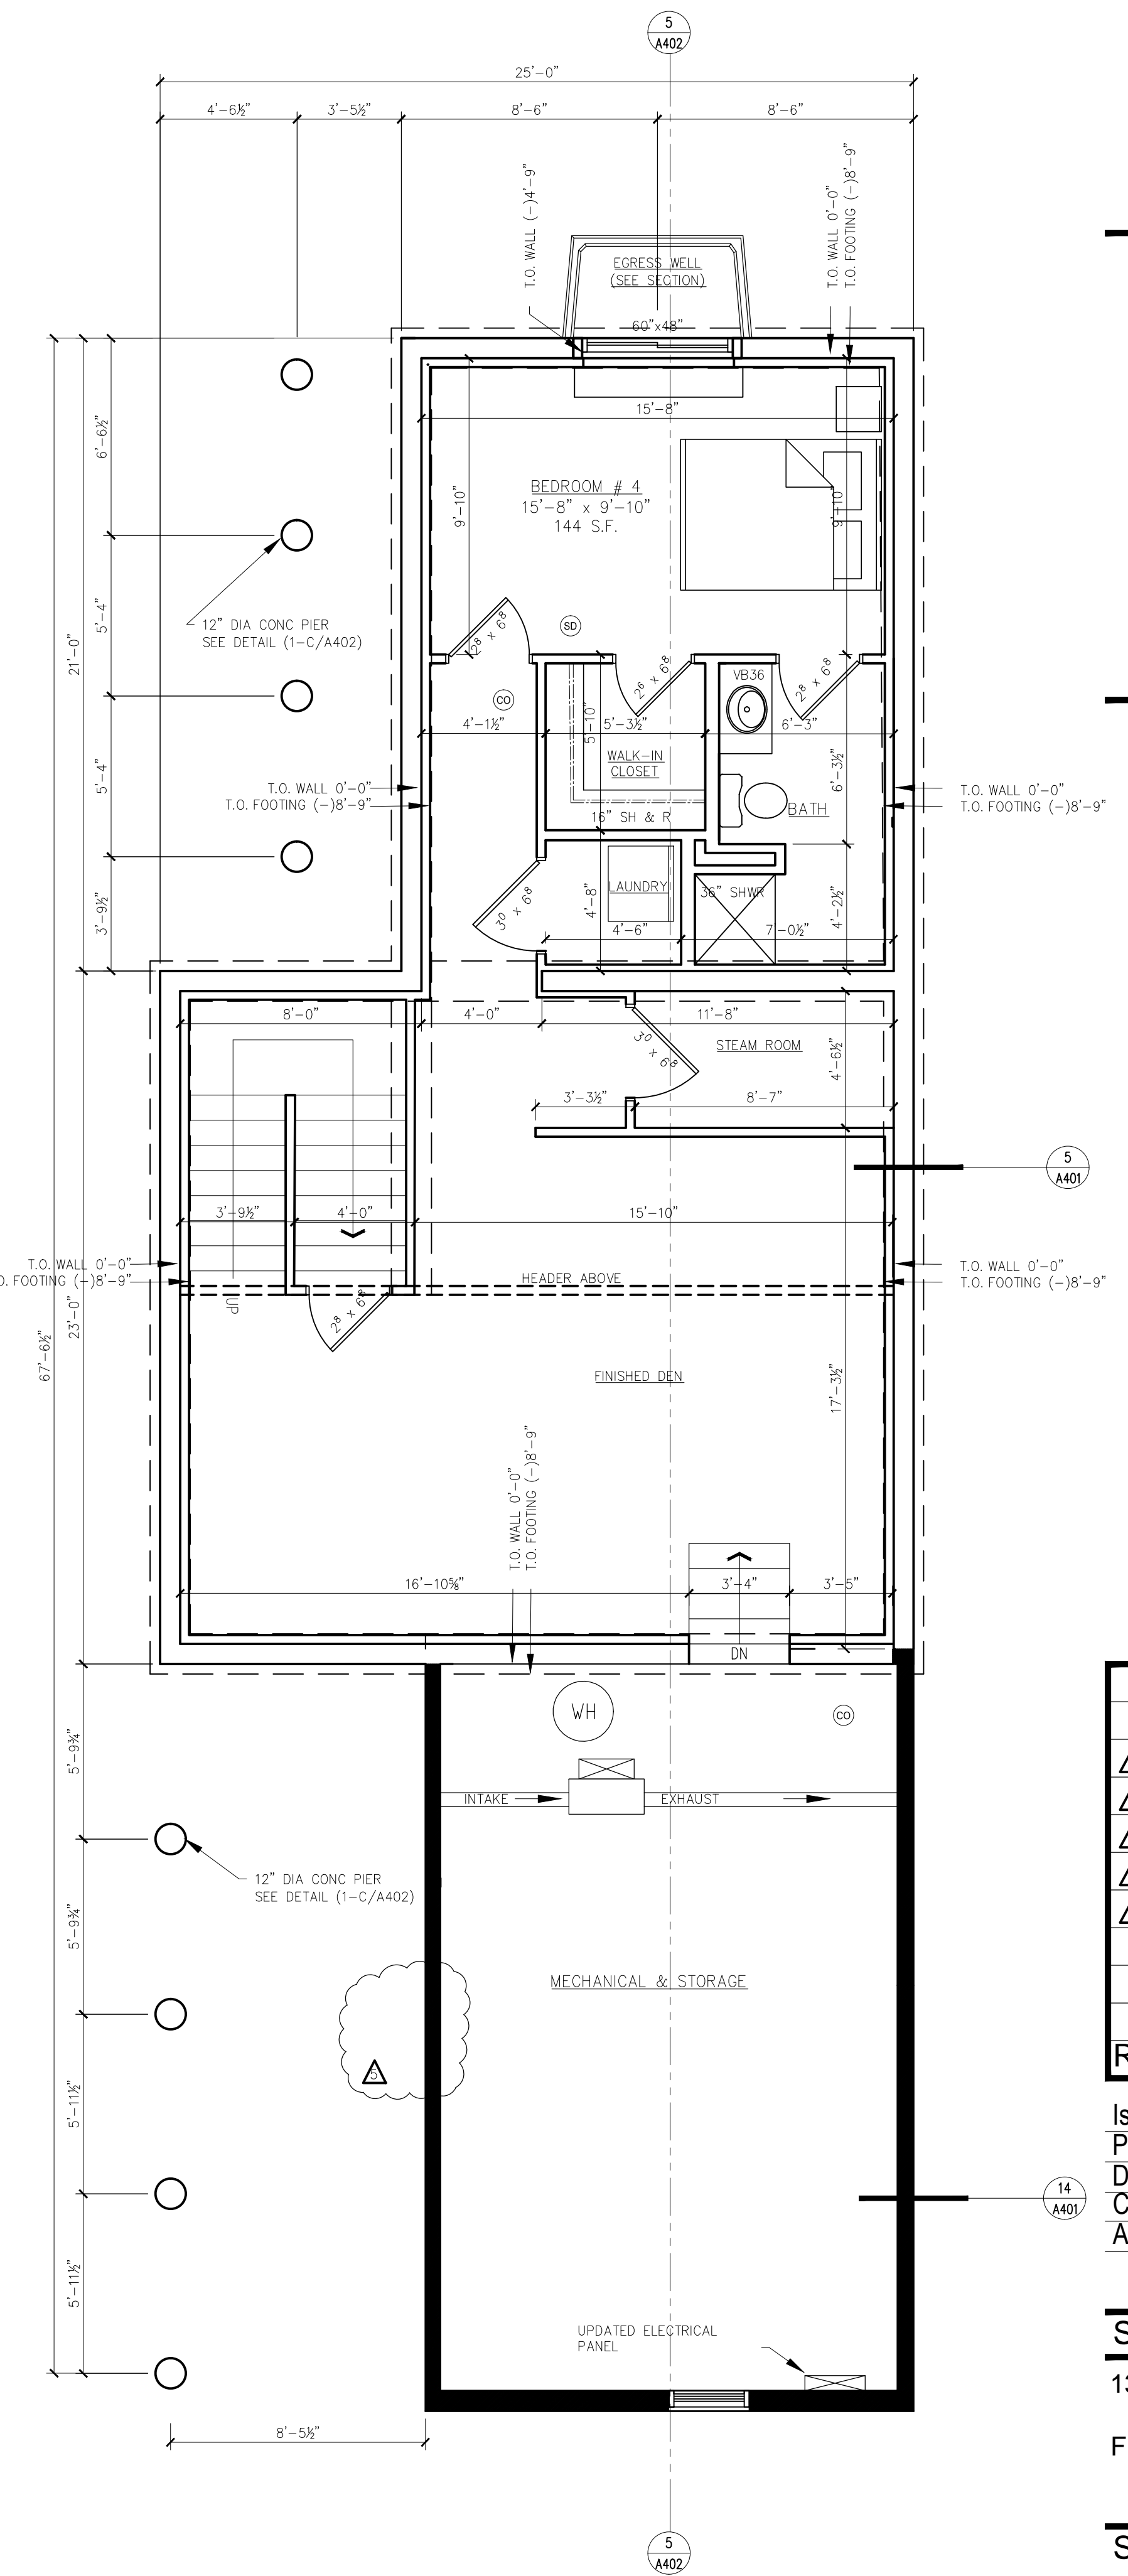 5
A402
25'-0"
4'-6½"
3'-5½"
8'-6"
8'-6"
T.O. WALL (-)4'-9"
T.O. WALL 0'-0"
T.O. FOOTING (-)8'-9"
EGRESS WELL
(SEE SECTION)
60"x48"
15'-8"
6'-6½"
9'-10"
BEDROOM # 4
15'-8" x 9'-10"
144 S.F.
9'-10"
12" DIA CONC PIER
SEE DETAIL (1-C/A402)
5'-4"
21'-0"
SD
2⁸ x 6⁸
2⁶ x 6⁸
2⁸ x 6⁸
VB36
CO
4'-1½"
5'-10"
5'-3½"
6'-3"
WALK-IN
CLOSET
6'-3½"
5'-4"
T.O. WALL 0'-0"
T.O. FOOTING (-)8'-9"
T.O. WALL 0'-0"
T.O. FOOTING (-)8'-9"
BATH
16" SH & R
3'-9½"
3⁰ x 6⁸
4'-8"
LAUNDRY
36" SHWR
4'-2½"
4'-6"
7'-0½"
8'-0"
4'-0"
11'-8"
3⁰ x 6⁸
STEAM ROOM
4'-6½"
3'-3½"
8'-7"
5
A401
3'-9½"
4'-0"
15'-10"
T.O. WALL 0'-0"
O. FOOTING (-)8'-9"
HEADER ABOVE
T.O. WALL 0'-0"
T.O. FOOTING (-)8'-9"
UP
2⁸ x 6⁸
23'-0"
67'-6½"
FINISHED DEN
17'-3½"
T.O. WALL 0'-0"
T.O. FOOTING (-)8'-9"
16'-10⅝"
3'-4"
3'-5"
DN
WH
CO
5'-9¾"
INTAKE
EXHAUST
12" DIA CONC PIER
SEE DETAIL (1-C/A402)
5'-9¾"
MECHANICAL & STORAGE
5
5'-11½"
14
A401
5'-11½"
UPDATED ELECTRICAL
PANEL
8'-5½"
5
A402
R
Is
P
D
C
A
S
13
F
S